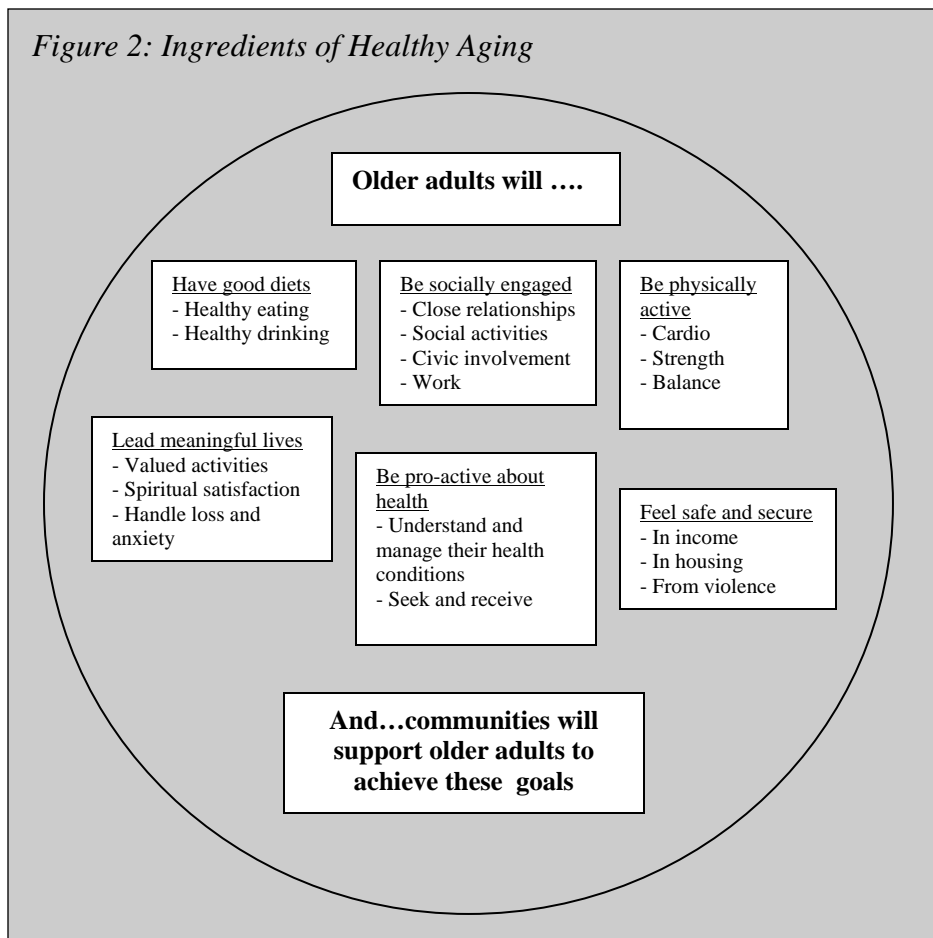 Figure 2: Ingredients of Healthy Aging
Older adults will ….
Have good diets
- Healthy eating
- Healthy drinking
Be socially engaged
- Close relationships
- Social activities
- Civic involvement
- Work
Be physically
active
- Cardio
- Strength
- Balance
Lead meaningful lives
- Valued activities
- Spiritual satisfaction
- Handle loss and
anxiety
Be pro-active about
health
- Understand and
manage their health
conditions
- Seek and receive
Feel safe and secure
- In income
- In housing
- From violence
And…communities will
support older adults to
achieve these goals